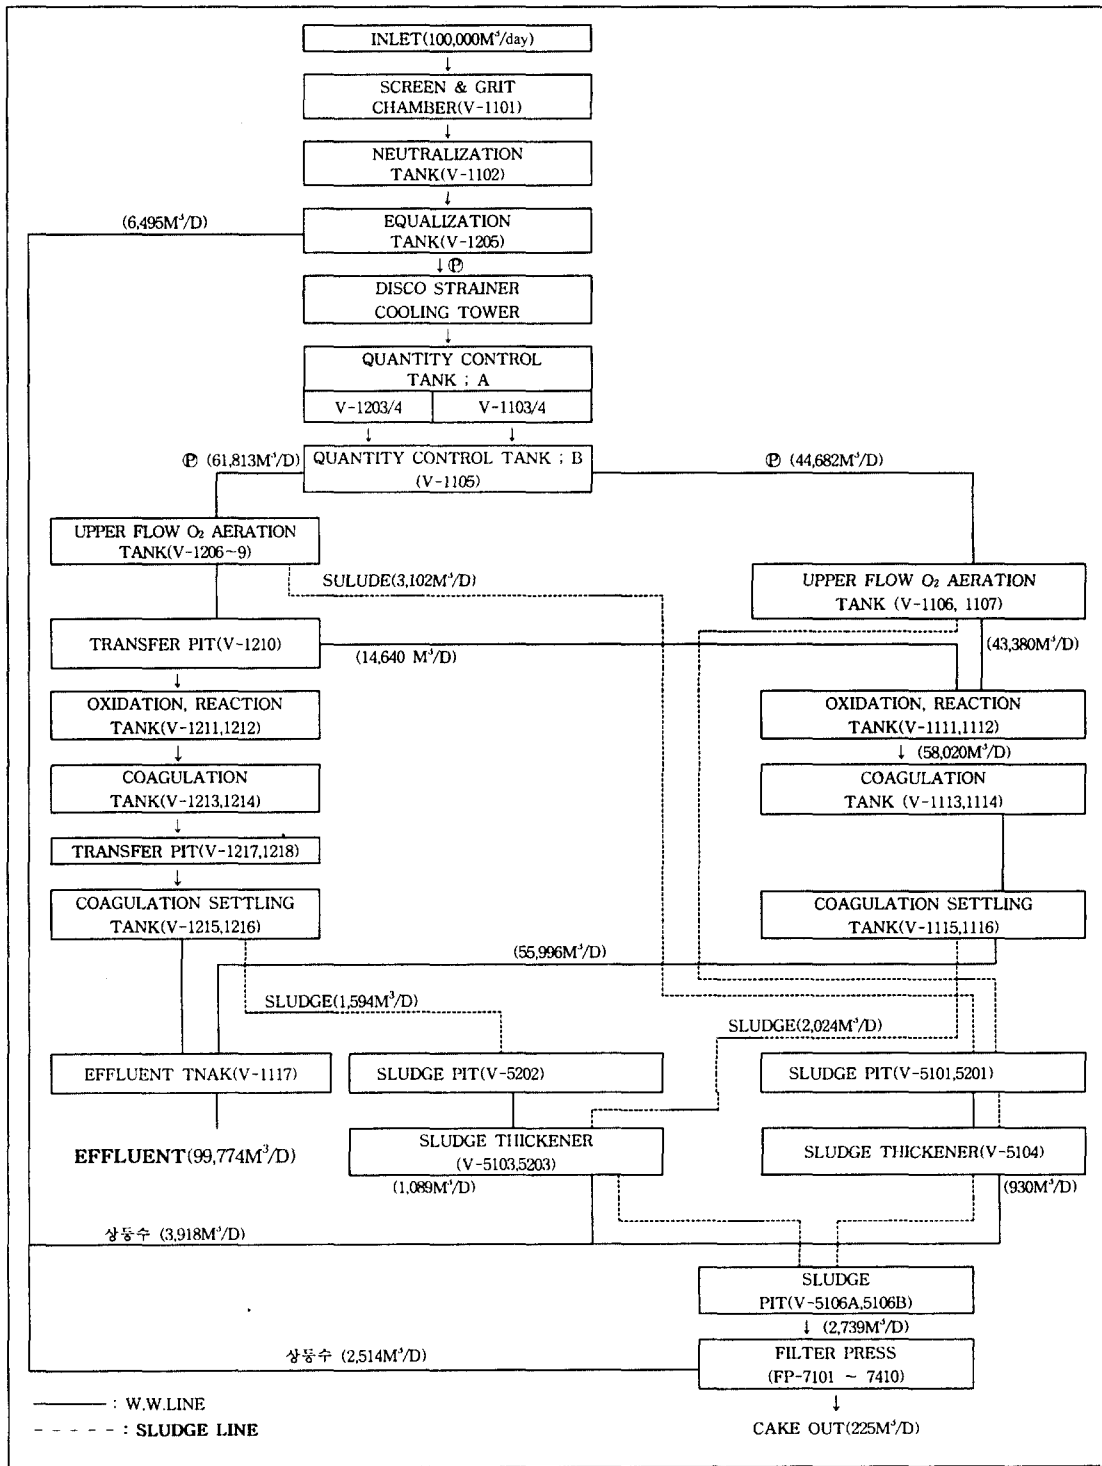 INLET(100,000M³/day)
↓
SCREEN & GRIT
CHAMBER(V-1101)
↓
NEUTRALIZATION
TANK(V-1102)
↓
(6,495M³/D)
EQUALIZATION
TANK(V-1205)
↓ Ⓟ
DISCO STRAINER
COOLING TOWER
↓
QUANTITY CONTROL
TANK ; A
V-1203/4
V-1103/4
↓ ↓
Ⓟ (61,813M³/D)
QUANTITY CONTROL TANK ; B
(V-1105)
Ⓟ (44,682M³/D)
UPPER FLOW O₂ AERATION
TANK(V-1206~9)
SULUDE(3,102M³/D)
UPPER FLOW O₂ AERATION
TANK (V-1106, 1107)
TRANSFER PIT(V-1210)
(14,640 M³/D)
(43,380M³/D)
↓
OXIDATION, REACTION
TANK(V-1211,1212)
OXIDATION, REACTION
TANK(V-1111,1112)
↓
↓ (58,020M³/D)
COAGULATION
TANK(V-1213,1214)
COAGULATION
TANK (V-1113,1114)
↓
TRANSFER PIT(V-1217,1218)
↓
COAGULATION SETTLING
TANK(V-1215,1216)
COAGULATION SETTLING
TANK(V-1115,1116)
(55,996M³/D)
SLUDGE(1,594M³/D)
SLUDGE(2,024M³/D)
EFFLUENT TNAK(V-1117)
SLUDGE PIT(V-5202)
SLUDGE PIT(V-5101,5201)
EFFLUENT(99,774M³/D)
SLUDGE THICKENER
(V-5103,5203)
SLUDGE THICKENER(V-5104)
(1,089M³/D)
(930M³/D)
상등수 (3,918M³/D)
SLUDGE
PIT(V-5106A,5106B)
↓ (2,739M³/D)
상등수 (2,514M³/D)
FILTER PRESS
(FP-7101 ~ 7410)
↓
CAKE OUT(225M³/D)
: W.W.LINE
: SLUDGE LINE